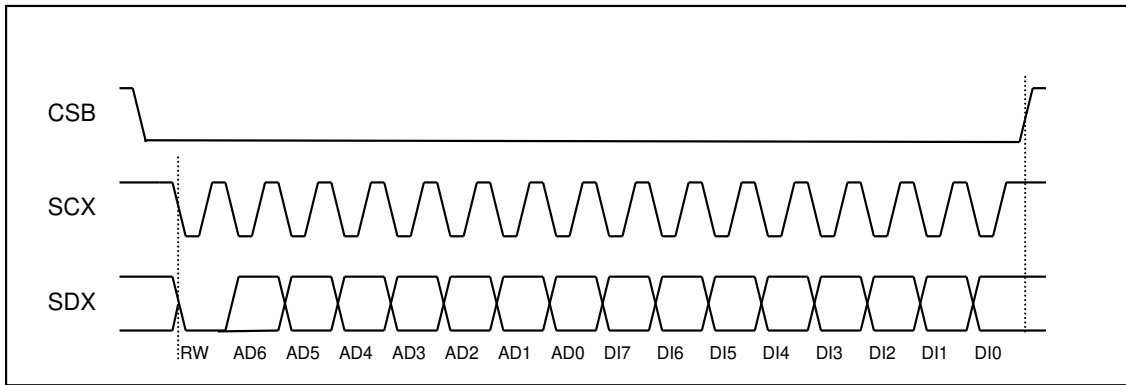 CSB
SCX
SDX
RW AD6 AD5 AD4 AD3 AD2 AD1 AD0 DI7 DI6 DI5 DI4 DI3 DI2 DI1 DI0